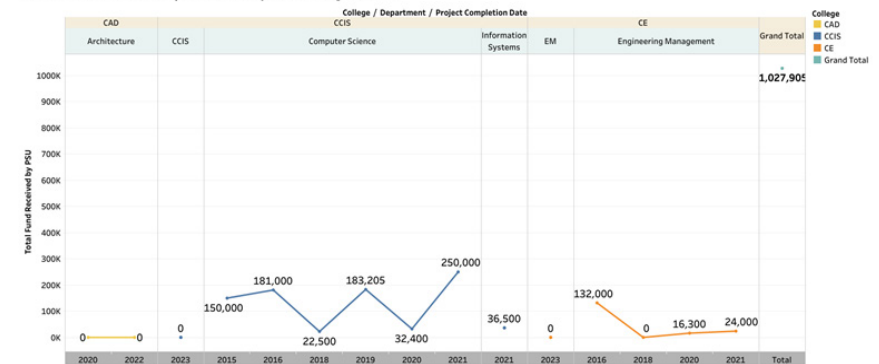 College / Department / Project Completion Date
College
CAD
CCIS
CE
CAD
CCIS
CE
Grand Total
Architecture
CCIS
Computer Science
Information
Systems
EM
Engineering Management
Grand Total
Total Fund Received by PSU
1000K
900K
800K
700K
600K
500K
400K
300K
200K
100K
0K
1,027,905
0
0
0
150,000
181,000
22,500
183,205
32,400
250,000
36,500
0
132,000
0
16,300
24,000
2020 2022 2023 2015 2016 2018 2019 2020 2021 2021 2023 2016 2018 2020 2021 Total